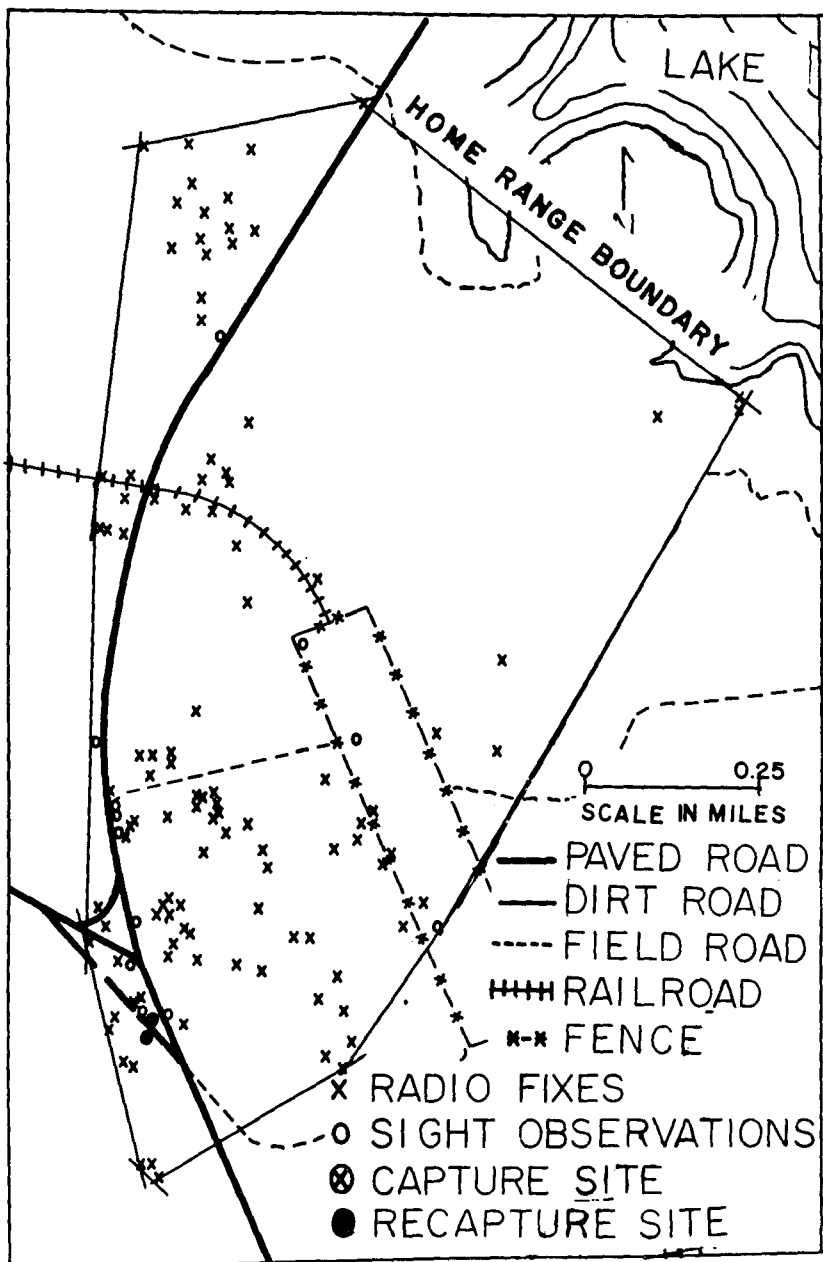 LAKE
HOME RANGE BOUNDARY
0 0.25
SCALE IN MILES
PAVED ROAD
DIRT ROAD
FIELD ROAD
RAILROAD
FENCE
RADIO FIXES
SIGHT OBSERVATIONS
CAPTURE SITE
RECAPTURE SITE